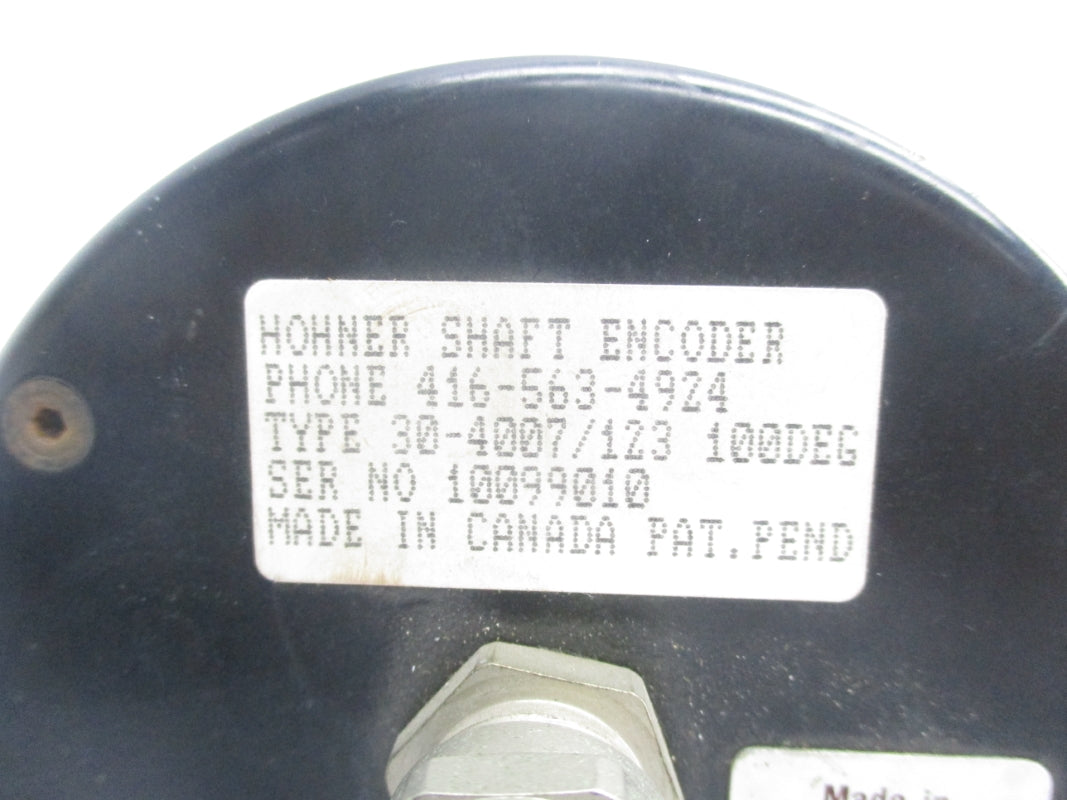 HOHNER SHAFT ENCODER
PHONE 416-563-4924
TYPE 30-4007/123 100DEG
SER NO 10099010
MADE IN CANADA PAT.PEND
Made in